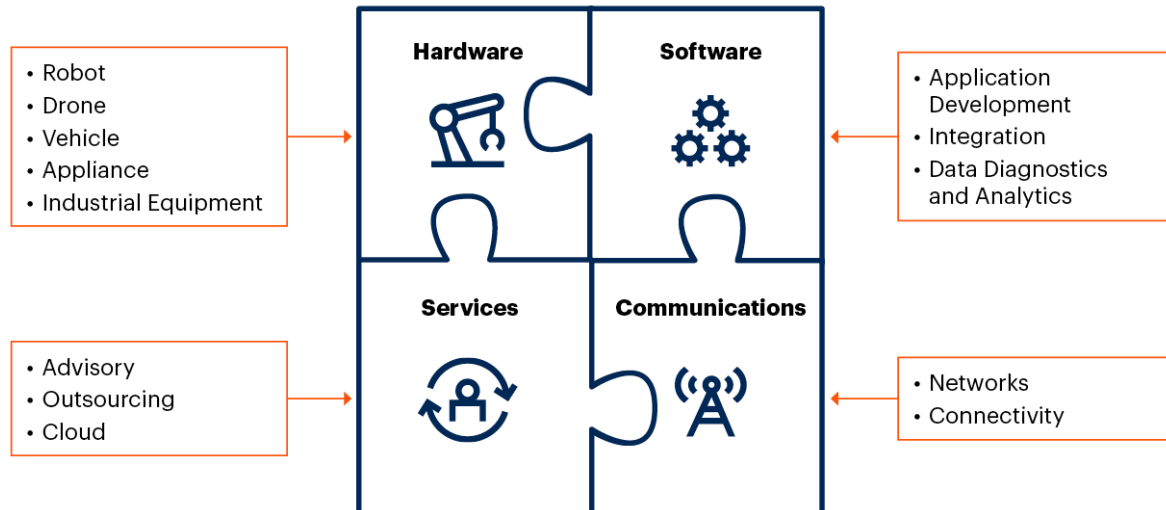 Hardware
Software
• Robot
• Drone
• Vehicle
• Appliance
• Industrial Equipment
• Application
Development
• Integration
• Data Diagnostics
and Analytics
Services
Communications
• Advisory
• Outsourcing
• Cloud
• Networks
• Connectivity